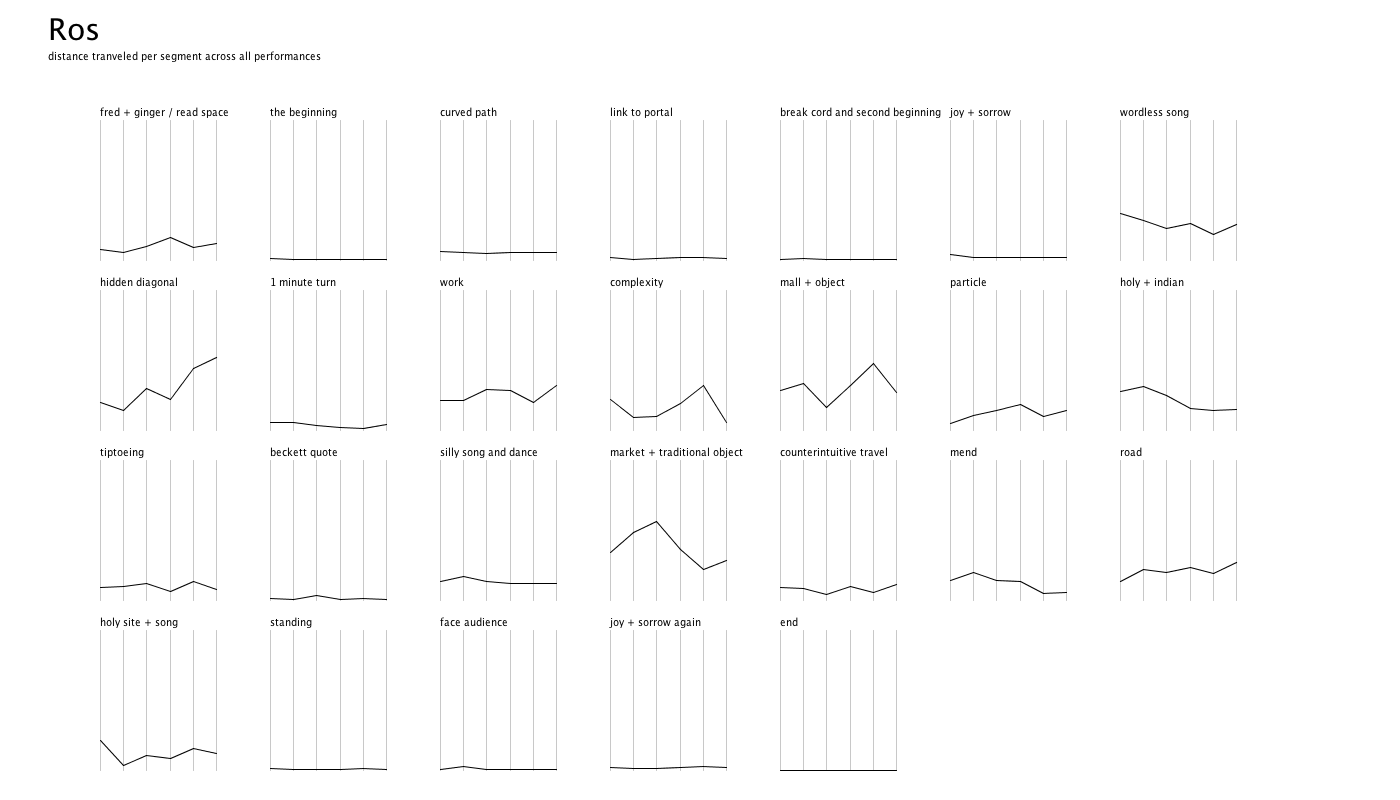 Ros
distance tranveled per segment across all performances
fred + ginger / read space
the beginning
curved path
link to portal
break cord and second beginning
joy + sorrow
wordless song
hidden diagonal
1 minute turn
work
complexity
mall + object
particle
holy + indian
tiptoeing
beckett quote
silly song and dance
market + traditional object
counterintuitive travel
mend
road
holy site + song
standing
face audience
joy + sorrow again
end